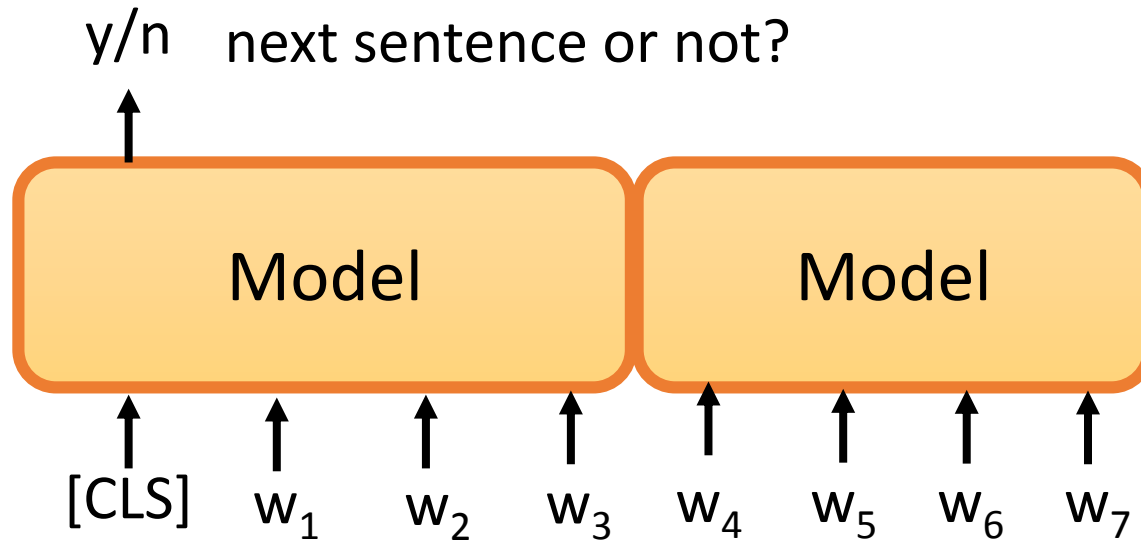 y/n next sentence or not?
Model Model
[CLS] w₁ w₂ w₃ w₄ w₅ w₆ w₇